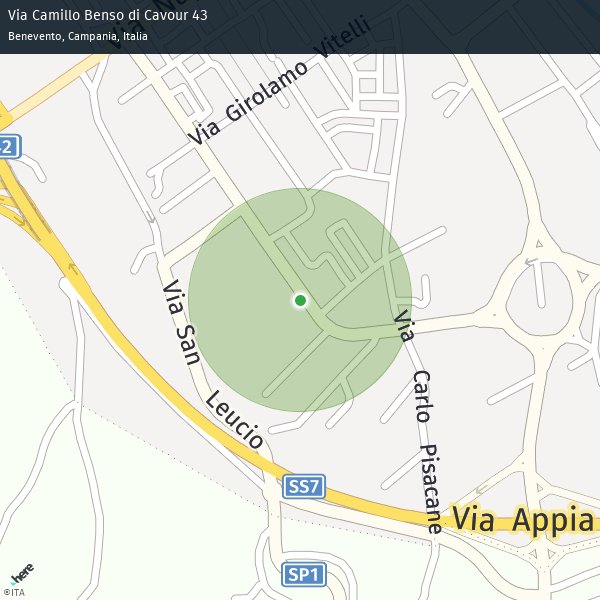 Via Camillo Benso di Cavour 43
Benevento, Campania, Italia
Via Girolamo Vitelli
Via San Leucio
Via Carlo Pisacane
SS7
Via Appia
SP1
here
©ITA